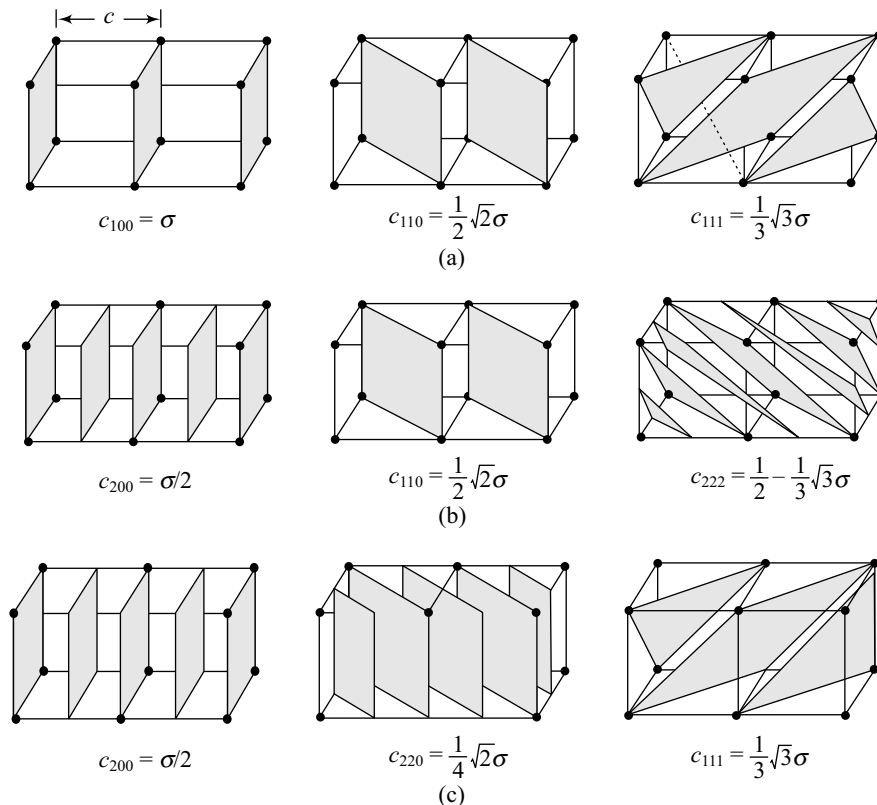 c
c₁₀₀ = σ
c₁₁₀ = 1/2 √2σ
c₁₁₁ = 1/3 √3σ
(a)
c₂₀₀ = σ/2
c₁₁₀ = 1/2 √2σ
c₂₂₂ = 1/2 – 1/3 √3σ
(b)
c₂₀₀ = σ/2
c₂₂₀ = 1/4 √2σ
c₁₁₁ = 1/3 √3σ
(c)